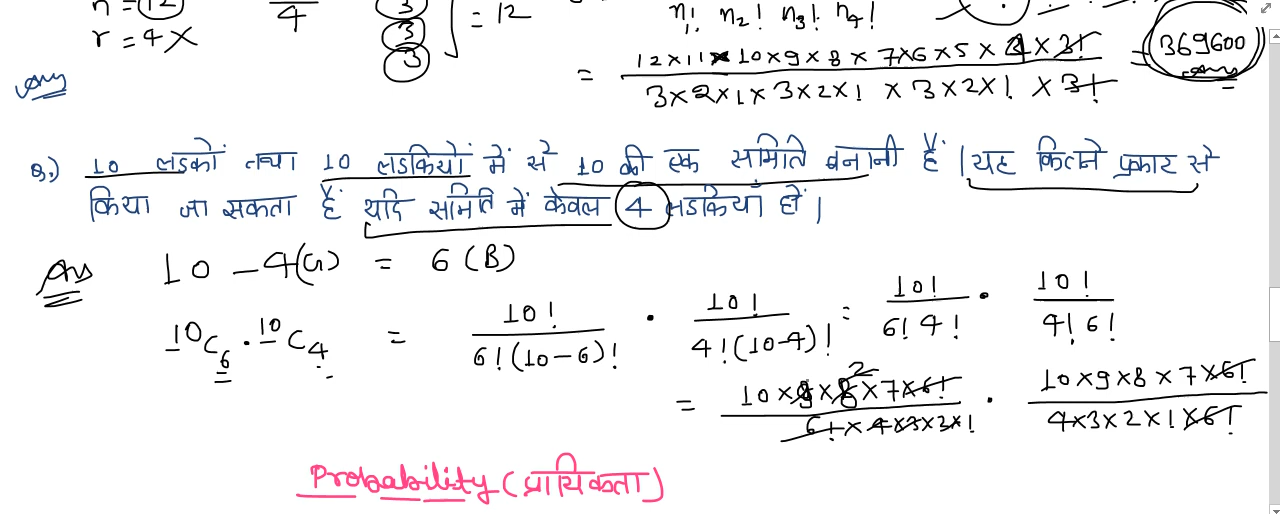 n = 12
r = 4 ×
4
3
3
3
= 12
n₁! n₂! n₃! n₄!
= 12×11×10×9×8×7×6×5×4×3! / 3×2×1×3×2×1×3×2×1×3! = 369600 Ans
Ans
Q.) 10 लडकों तथा 10 लडकियों में से 10 की एक समिति बनानी है। यह कितने प्रकार से
किया जा सकता है यदि समिति में केवल 4 लडकियाँ हों।
Ans 10 - 4(G) = 6 (B)
¹⁰C₆ · ¹⁰C₄ = 10! / 6!(10-6)! · 10! / 4!(10-4)! = 10! / 6!4! · 10! / 4!6!
= 10×9×8×7×6! / 6!×4×3×2×1 · 10×9×8×7×6! / 4×3×2×1×6!
2
Probability (प्रायिकता)